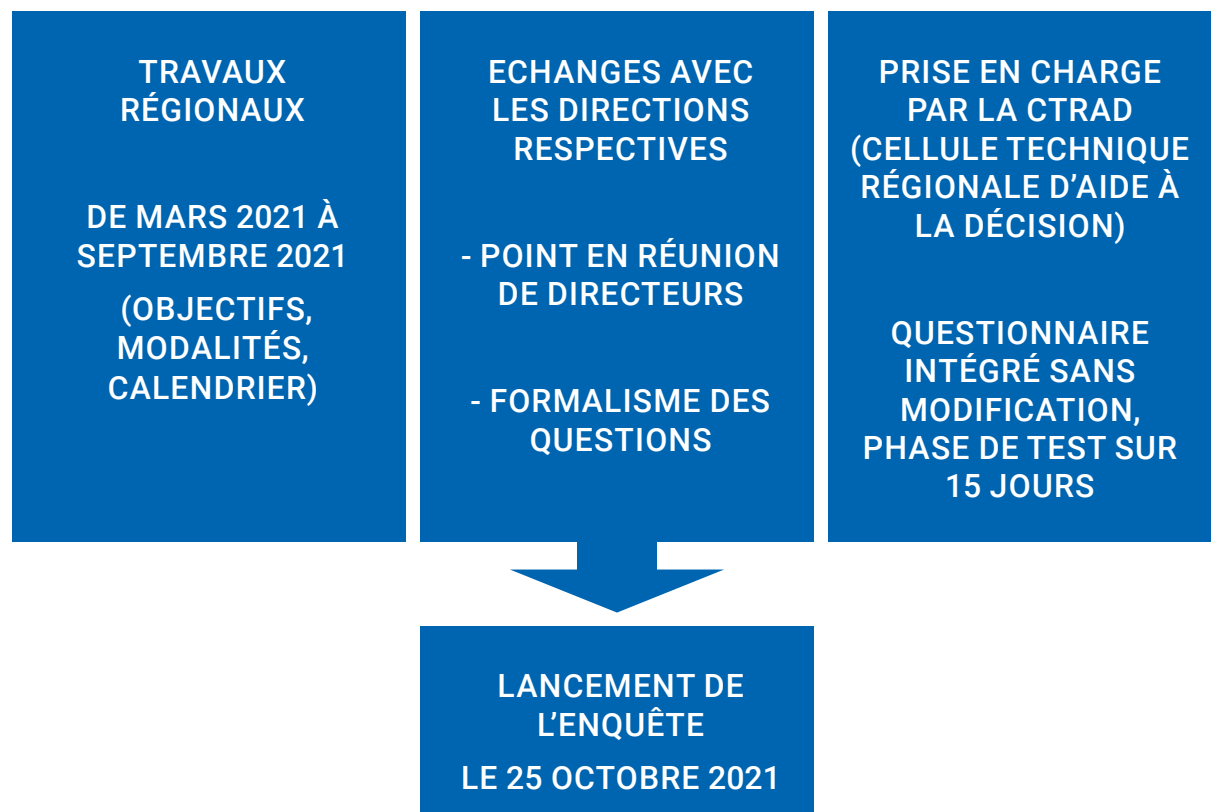 TRAVAUX
RÉGIONAUX
DE MARS 2021 À
SEPTEMBRE 2021
(OBJECTIFS,
MODALITÉS,
CALENDRIER)
ECHANGES AVEC
LES DIRECTIONS
RESPECTIVES
- POINT EN RÉUNION
DE DIRECTEURS
- FORMALISME DES
QUESTIONS
PRISE EN CHARGE
PAR LA CTRAD
(CELLULE TECHNIQUE
RÉGIONALE D'AIDE À
LA DÉCISION)
QUESTIONNAIRE
INTÉGRÉ SANS
MODIFICATION,
PHASE DE TEST SUR
15 JOURS
LANCEMENT DE
L'ENQUÊTE
LE 25 OCTOBRE 2021